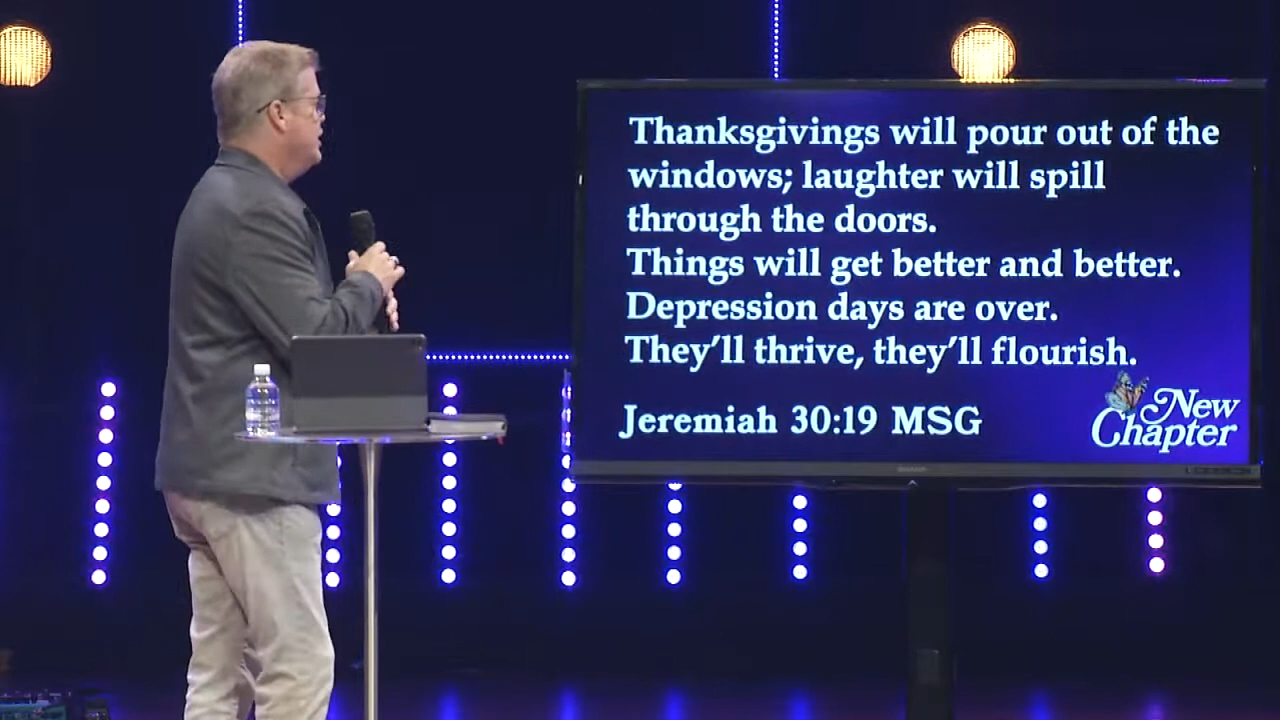 Thanksgivings will pour out of the
windows; laughter will spill
through the doors.
Things will get better and better.
Depression days are over.
They'll thrive, they'll flourish.
Jeremiah 30:19 MSG
New
Chapter